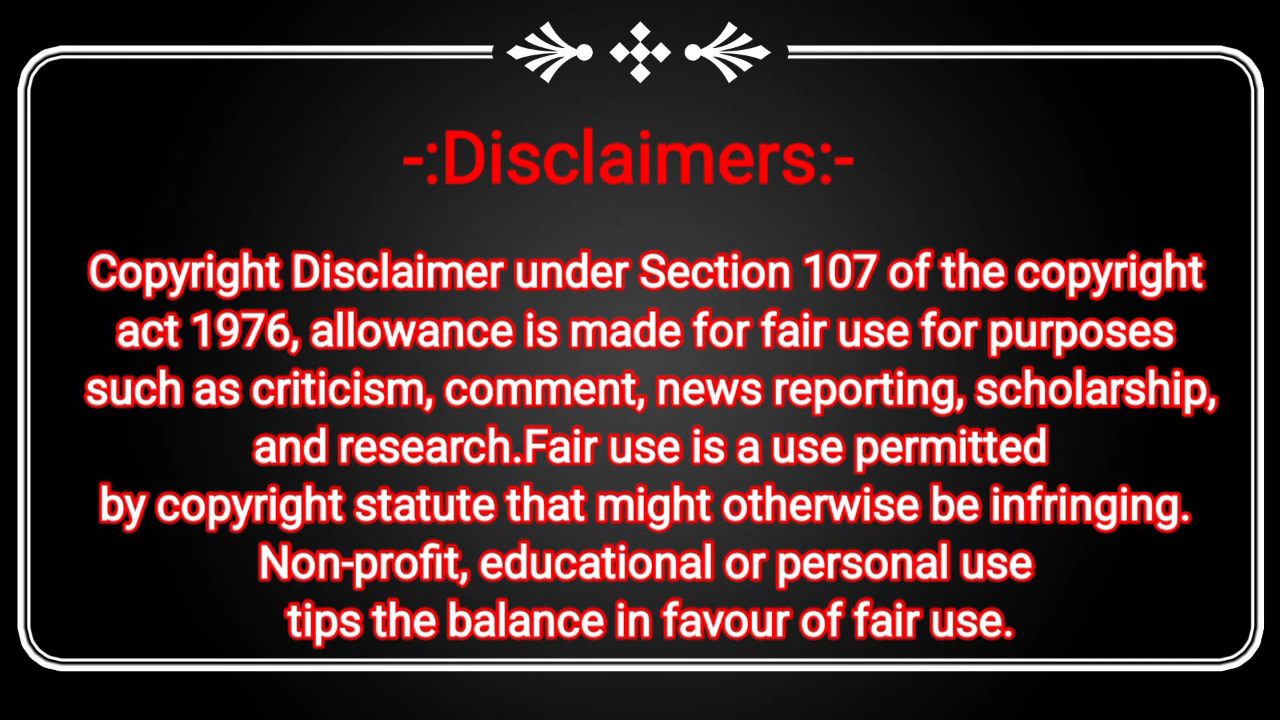 -:Disclaimers:-
Copyright Disclaimer under Section 107 of the copyright
act 1976, allowance is made for fair use for purposes
such as criticism, comment, news reporting, scholarship,
and research.Fair use is a use permitted
by copyright statute that might otherwise be infringing.
Non-profit, educational or personal use
tips the balance in favour of fair use.